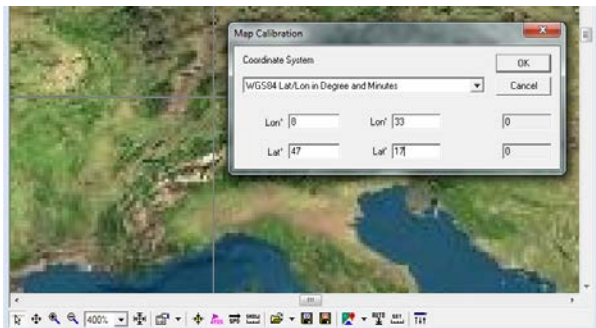 Map Calibration
Coordinate System
OK
WGS84 Lat/Lon in Degree and Minutes
Cancel
Lon° 8 Lon' 33 0
Lat° 47 Lat' 17 0
400%